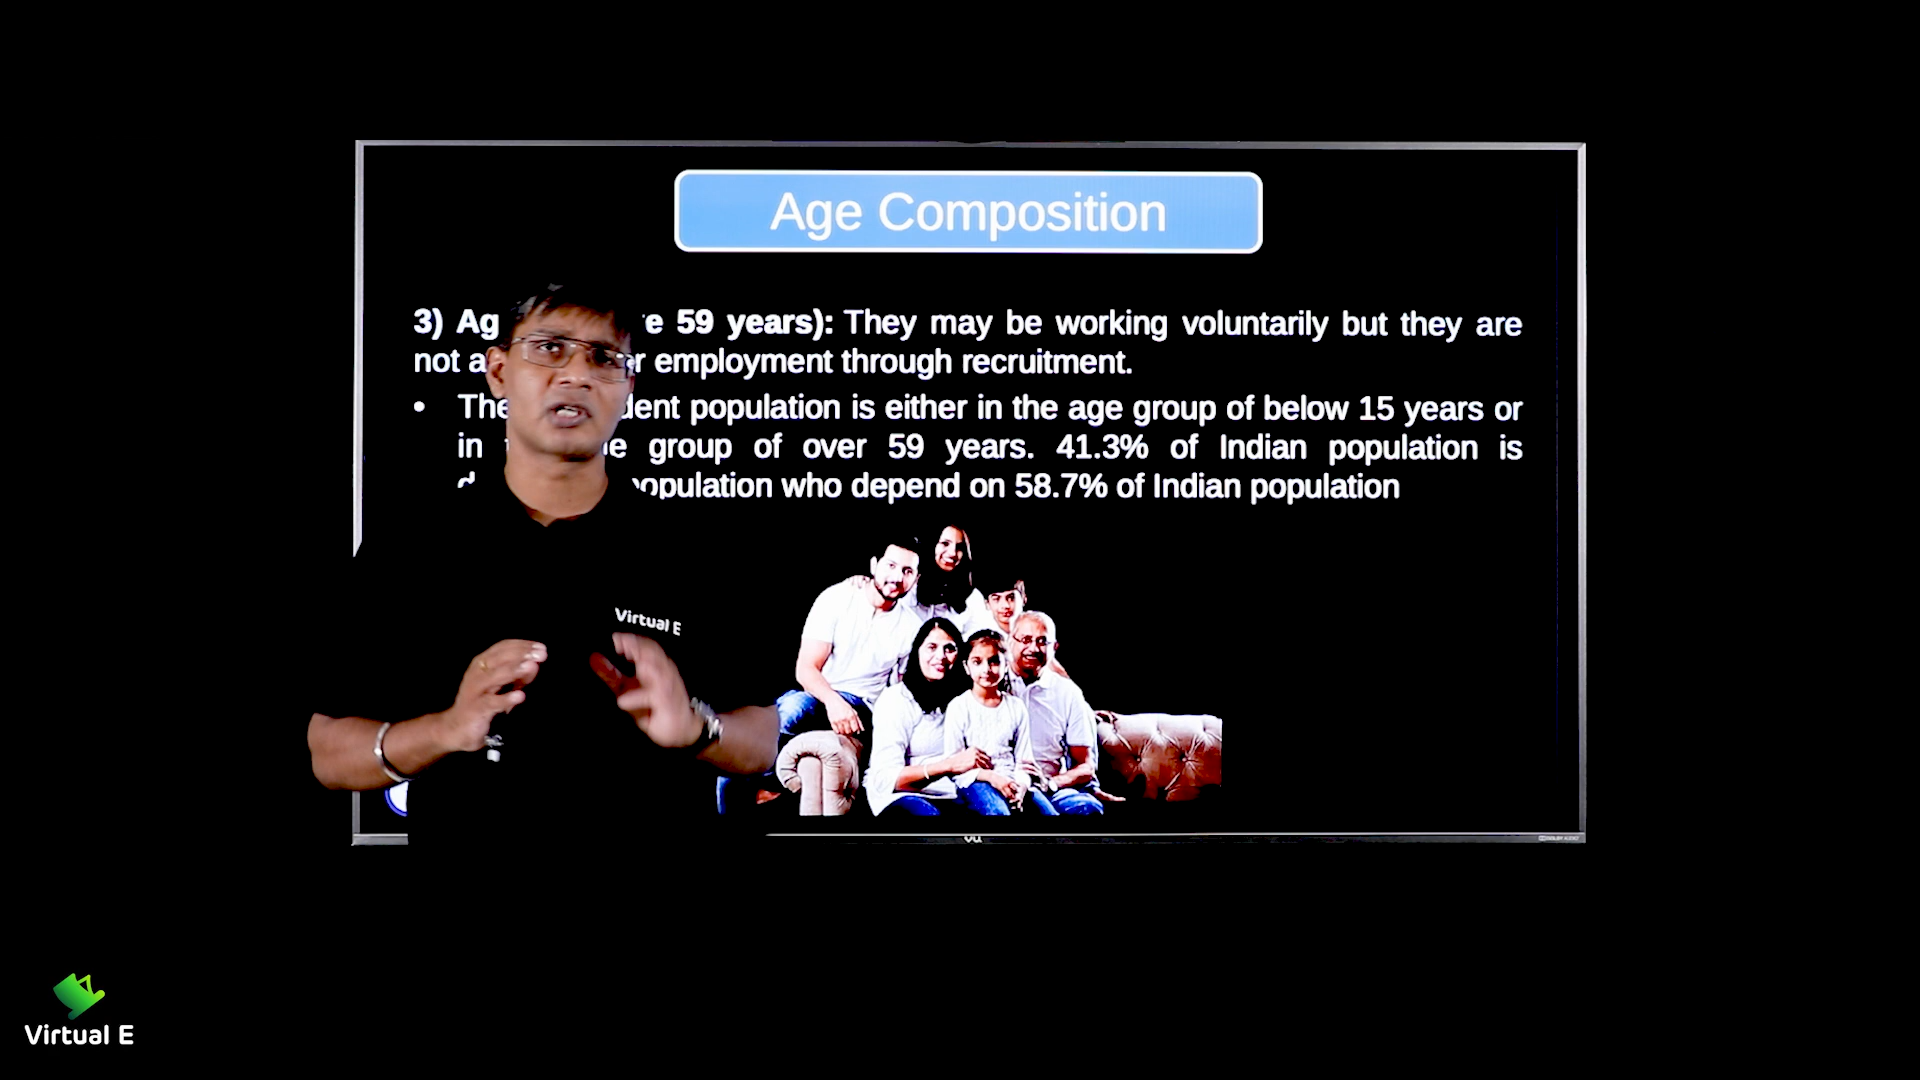 Age Composition
3) Ag 59 years): They may be working voluntarily but they are
not employment through recruitment.
• The population is either in the age group of below 15 years or
in group of over 59 years. 41.3% of Indian population is
population who depend on 58.7% of Indian population
Virtual E
Virtual E